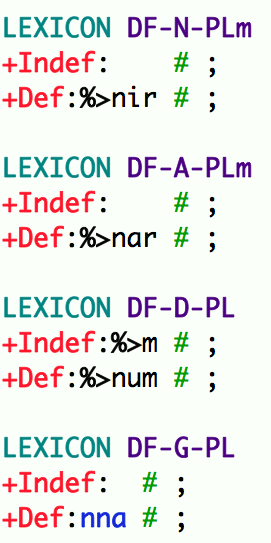 LEXICON DF-N-PLm
+Indef:     # ;
+Def:%>nir # ;

LEXICON DF-A-PLm
+Indef:     # ;
+Def:%>nar # ;

LEXICON DF-D-PL
+Indef:%>m # ;
+Def:%>num # ;

LEXICON DF-G-PL
+Indef:  # ;
+Def:nna # ;